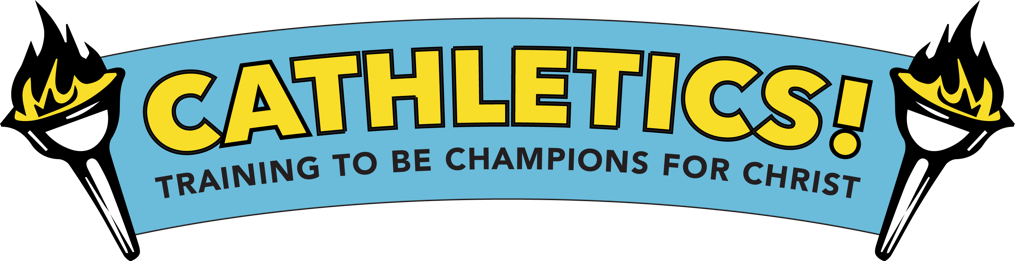 CATHLETICS!
TRAINING TO BE CHAMPIONS FOR CHRIST